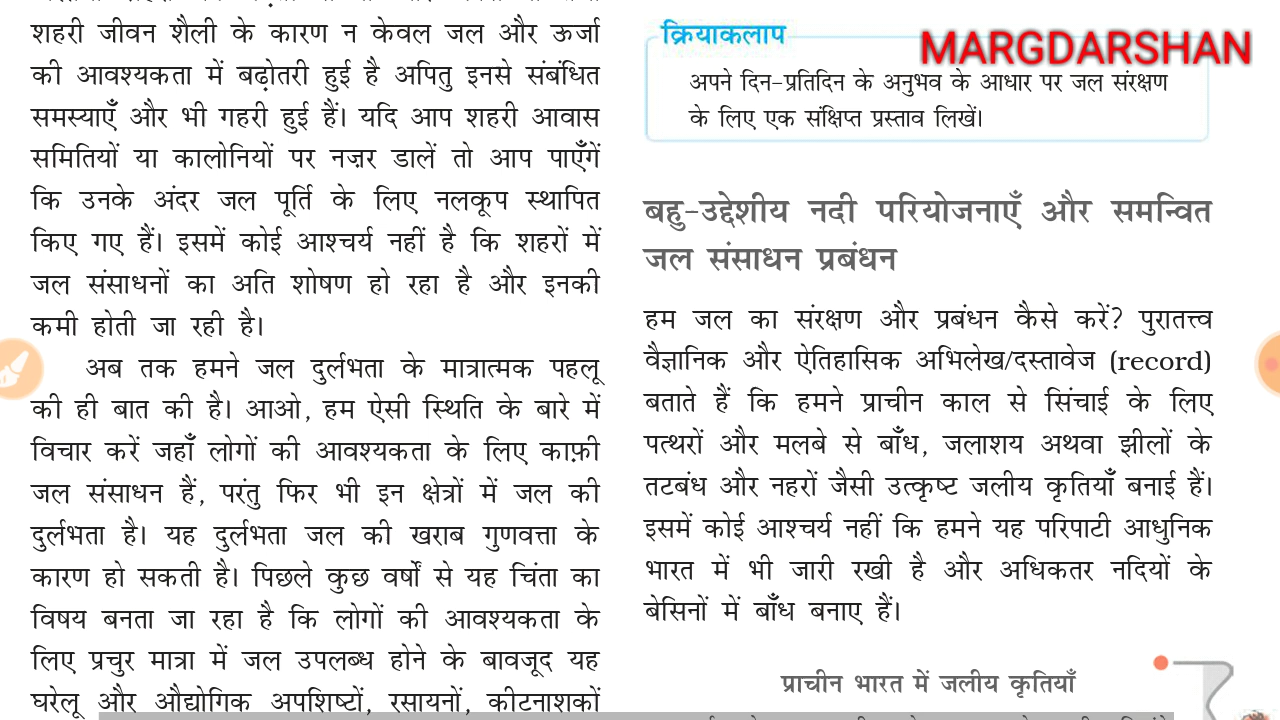 शहरी जीवन शैली के कारण न केवल जल और ऊर्जा
की आवश्यकता में बढ़ोतरी हुई है अपितु इनसे संबंधित
समस्याएँ और भी गहरी हुई हैं। यदि आप शहरी आवास
समितियों या कालोनियों पर नज़र डालें तो आप पाएँगें
कि उनके अंदर जल पूर्ति के लिए नलकूप स्थापित
किए गए हैं। इसमें कोई आश्चर्य नहीं है कि शहरों में
जल संसाधनों का अति शोषण हो रहा है और इनकी
कमी होती जा रही है।
अब तक हमने जल दुर्लभता के मात्रात्मक पहलू
की ही बात की है। आओ, हम ऐसी स्थिति के बारे में
विचार करें जहाँ लोगों की आवश्यकता के लिए काफ़ी
जल संसाधन हैं, परंतु फिर भी इन क्षेत्रों में जल की
दुर्लभता है। यह दुर्लभता जल की खराब गुणवत्ता के
कारण हो सकती है। पिछले कुछ वर्षों से यह चिंता का
विषय बनता जा रहा है कि लोगों की आवश्यकता के
लिए प्रचुर मात्रा में जल उपलब्ध होने के बावजूद यह
घरेलू और औद्योगिक अपशिष्टों, रसायनों, कीटनाशकों
क्रियाकलाप
MARGDARSHAN
अपने दिन-प्रतिदिन के अनुभव के आधार पर जल संरक्षण
के लिए एक संक्षिप्त प्रस्ताव लिखें।
बहु-उद्देशीय नदी परियोजनाएँ और समन्वित
जल संसाधन प्रबंधन
हम जल का संरक्षण और प्रबंधन कैसे करें? पुरातत्त्व
वैज्ञानिक और ऐतिहासिक अभिलेख/दस्तावेज (record)
बताते हैं कि हमने प्राचीन काल से सिंचाई के लिए
पत्थरों और मलबे से बाँध, जलाशय अथवा झीलों के
तटबंध और नहरों जैसी उत्कृष्ट जलीय कृतियाँ बनाई हैं।
इसमें कोई आश्चर्य नहीं कि हमने यह परिपाटी आधुनिक
भारत में भी जारी रखी है और अधिकतर नदियों के
बेसिनों में बाँध बनाए हैं।
प्राचीन भारत में जलीय कृतियाँ